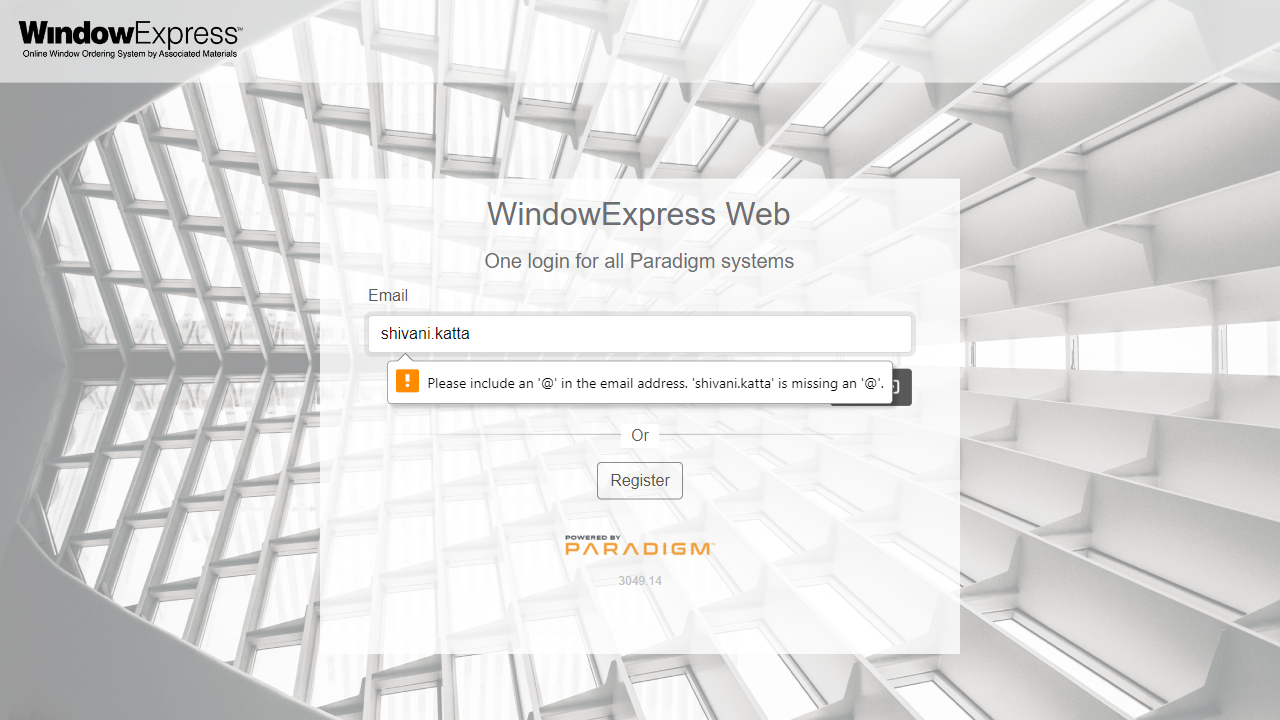 WindowExpress™
Online Window Ordering System by Associated Materials
WindowExpress Web
One login for all Paradigm systems
Email
shivani.katta
Please include an '@' in the email address. 'shivani.katta' is missing an '@'.
Or
Register
POWERED BY
PARADIGM™
3049.14